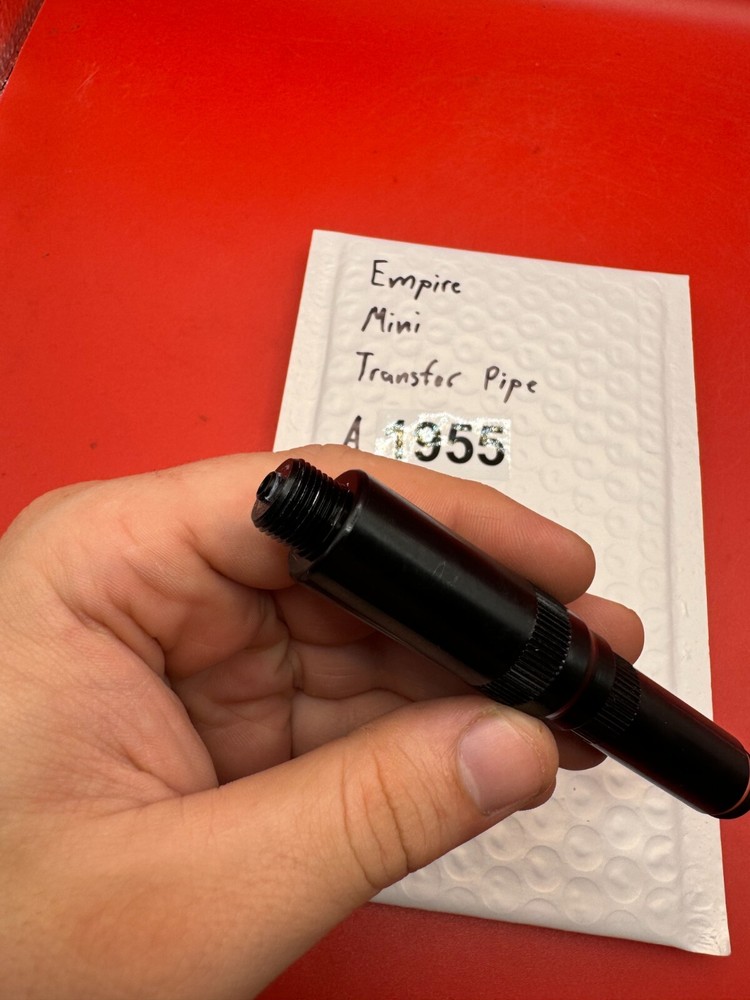 Empire
Mini
Transfer Pipe
A 1955